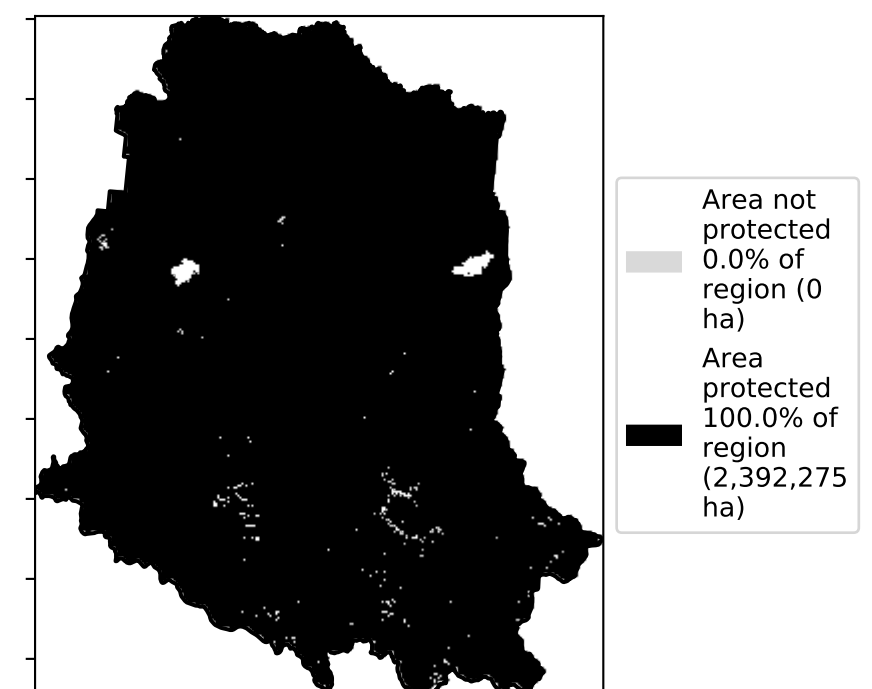 Area not
protected
0.0% of
region (0
ha)
Area
protected
100.0% of
region
(2,392,275
ha)